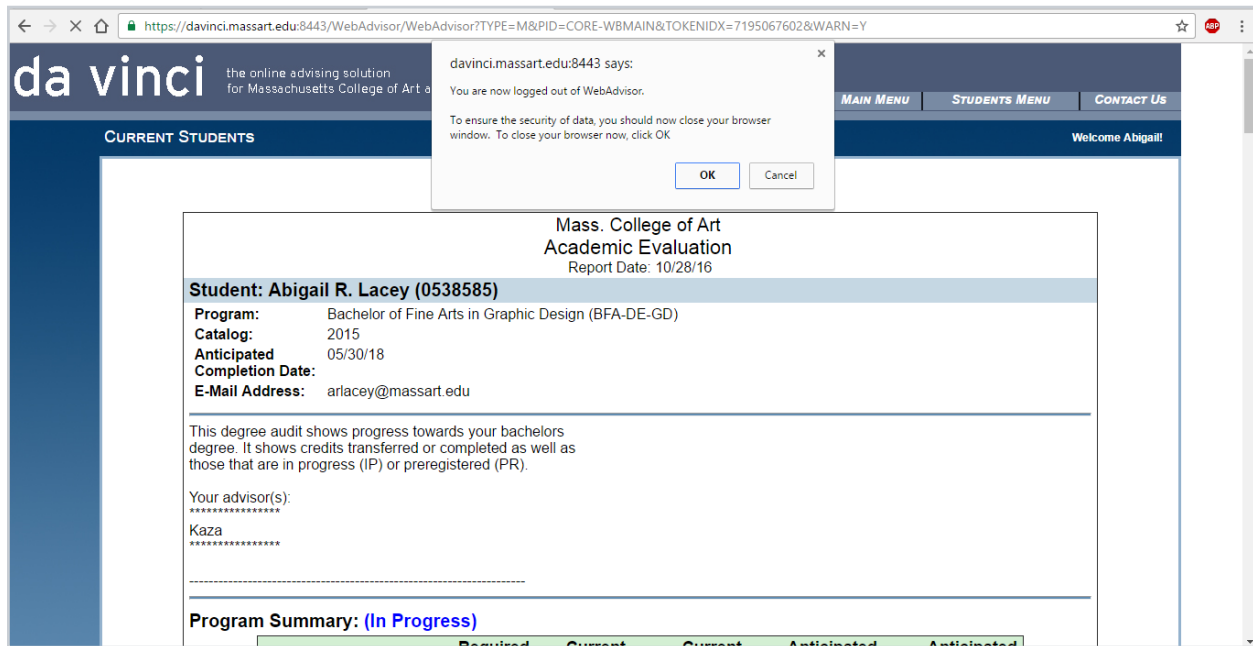 https://davinci.massart.edu:8443/WebAdvisor/WebAdvisor?TYPE=M&PID=CORE-WBMAIN&TOKENIDX=7195067602&WARN=Y
ABP
da vinci
the online advising solution
for Massachusetts College of Art a
davinci.massart.edu:8443 says:
You are now logged out of WebAdvisor.
To ensure the security of data, you should now close your browser
window. To close your browser now, click OK
OK Cancel
MAIN MENU STUDENTS MENU CONTACT US
CURRENT STUDENTS
Welcome Abigail!
Mass. College of Art
Academic Evaluation
Report Date: 10/28/16
Student: Abigail R. Lacey (0538585)
Program: Bachelor of Fine Arts in Graphic Design (BFA-DE-GD)
Catalog: 2015
Anticipated 05/30/18
Completion Date:
E-Mail Address: arlacey@massart.edu
This degree audit shows progress towards your bachelors
degree. It shows credits transferred or completed as well as
those that are in progress (IP) or preregistered (PR).
Your advisor(s):
****************
Kaza
****************
----------------------------------------------------------------------
Program Summary: (In Progress)
Required Current Current Anticipated Anticipated